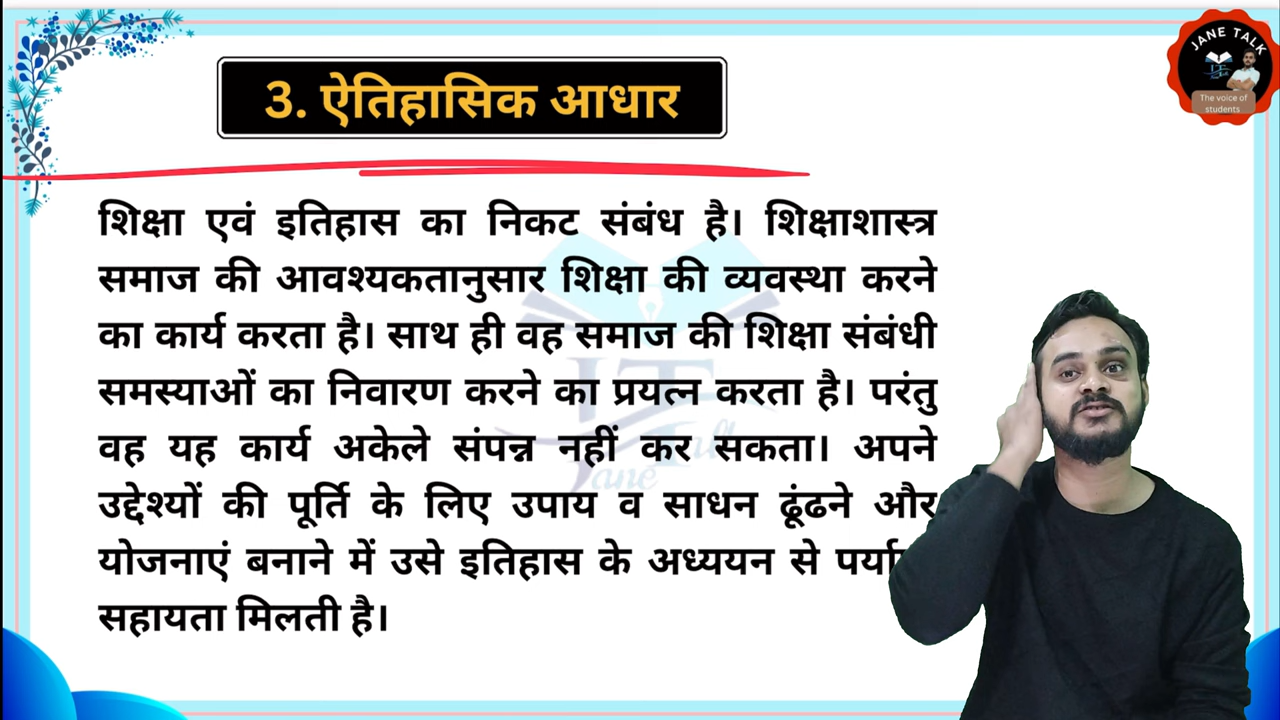 3. ऐतिहासिक आधार
JANE TALK
The voice of
students
शिक्षा एवं इतिहास का निकट संबंध है। शिक्षाशास्त्र
समाज की आवश्यकतानुसार शिक्षा की व्यवस्था करने
का कार्य करता है। साथ ही वह समाज की शिक्षा संबंधी
समस्याओं का निवारण करने का प्रयत्न करता है। परंतु
वह यह कार्य अकेले संपन्न नहीं कर सकता। अपने
उद्देश्यों की पूर्ति के लिए उपाय व साधन ढूंढने और
योजनाएं बनाने में उसे इतिहास के अध्ययन से
सहायता मिलती है।
Jane Talk